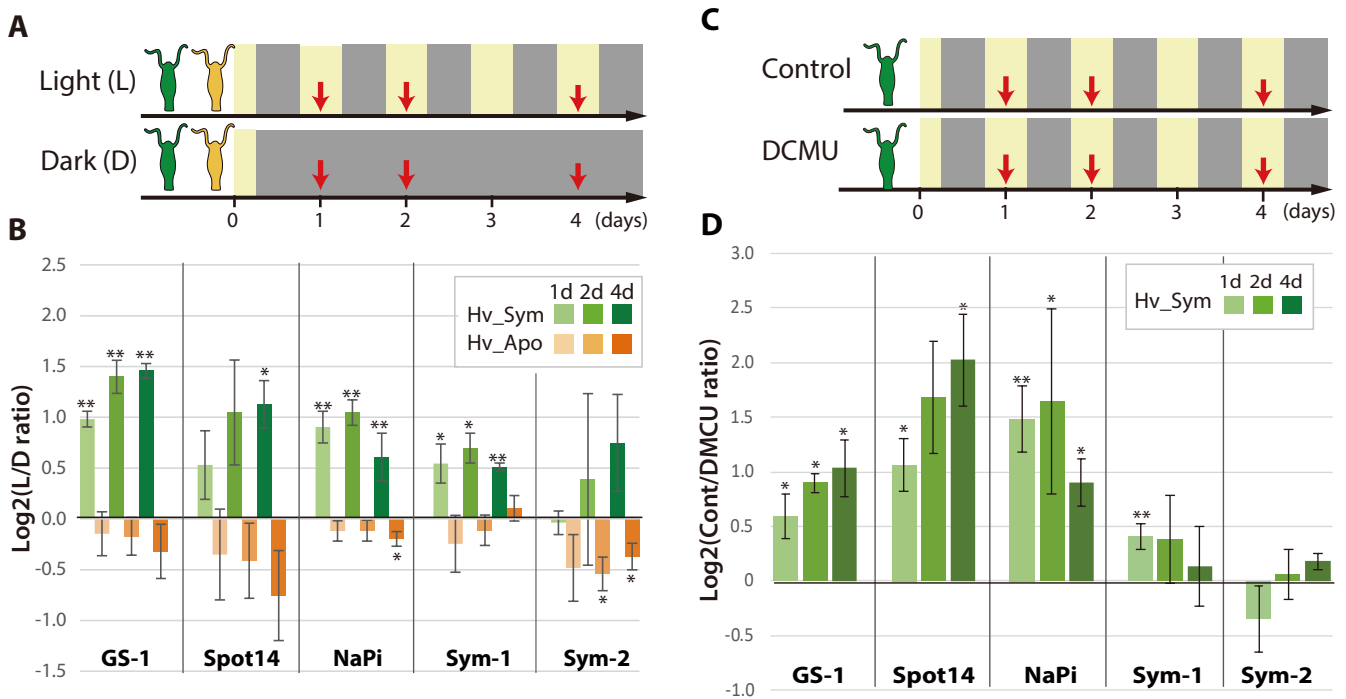 A
Light (L)
Dark (D)
0 1 2 3 4 (days)
B
Log2(L/D ratio)
2.5
2.0
1.5
1.0
0.5
0.0
-0.5
-1.0
-1.5
1d 2d 4d
Hv_Sym
Hv_Apo
** ** **
*
** ** **
*
* * **
*
*
GS-1 Spot14 NaPi Sym-1 Sym-2
C
Control
DCMU
0 1 2 3 4 (days)
D
Log2(Cont/DMCU ratio)
3.0
2.5
2.0
1.5
1.0
0.5
0
-0.5
-1.0
1d 2d 4d
Hv_Sym
* * *
* *
** * *
**
GS-1 Spot14 NaPi Sym-1 Sym-2